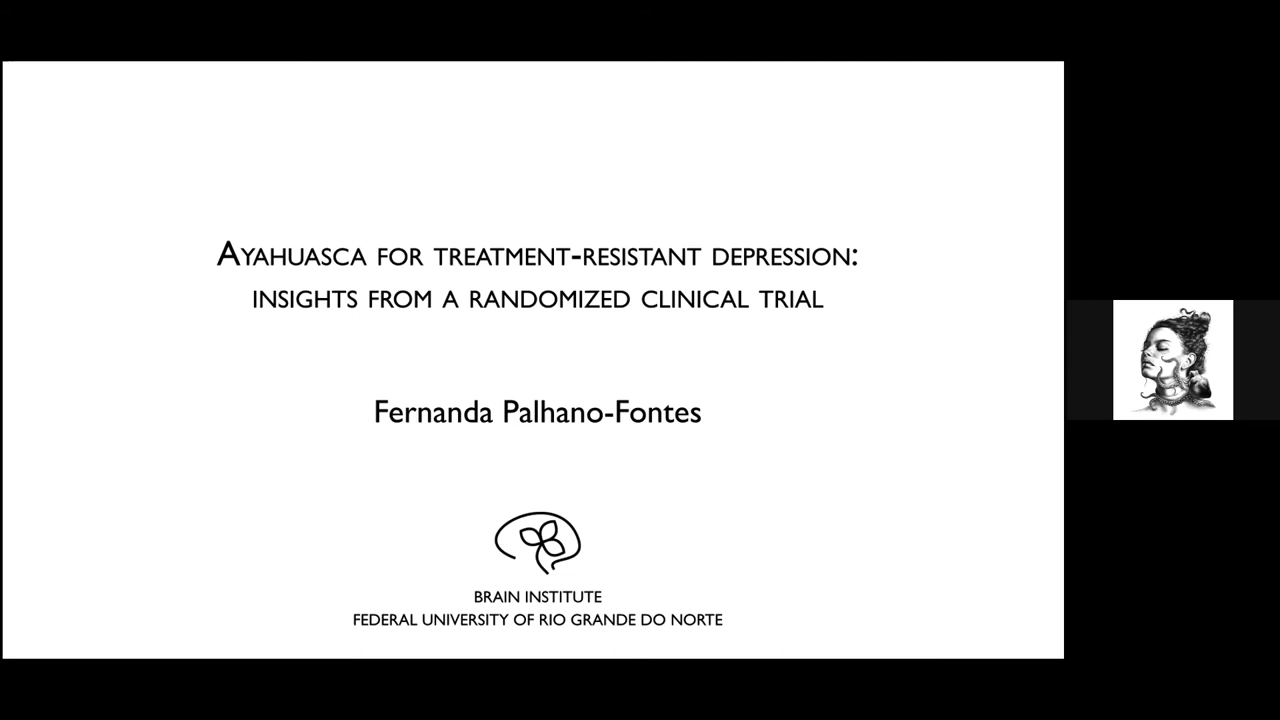 Ayahuasca for treatment-resistant depression:
insights from a randomized clinical trial
Fernanda Palhano-Fontes
BRAIN INSTITUTE
FEDERAL UNIVERSITY OF RIO GRANDE DO NORTE